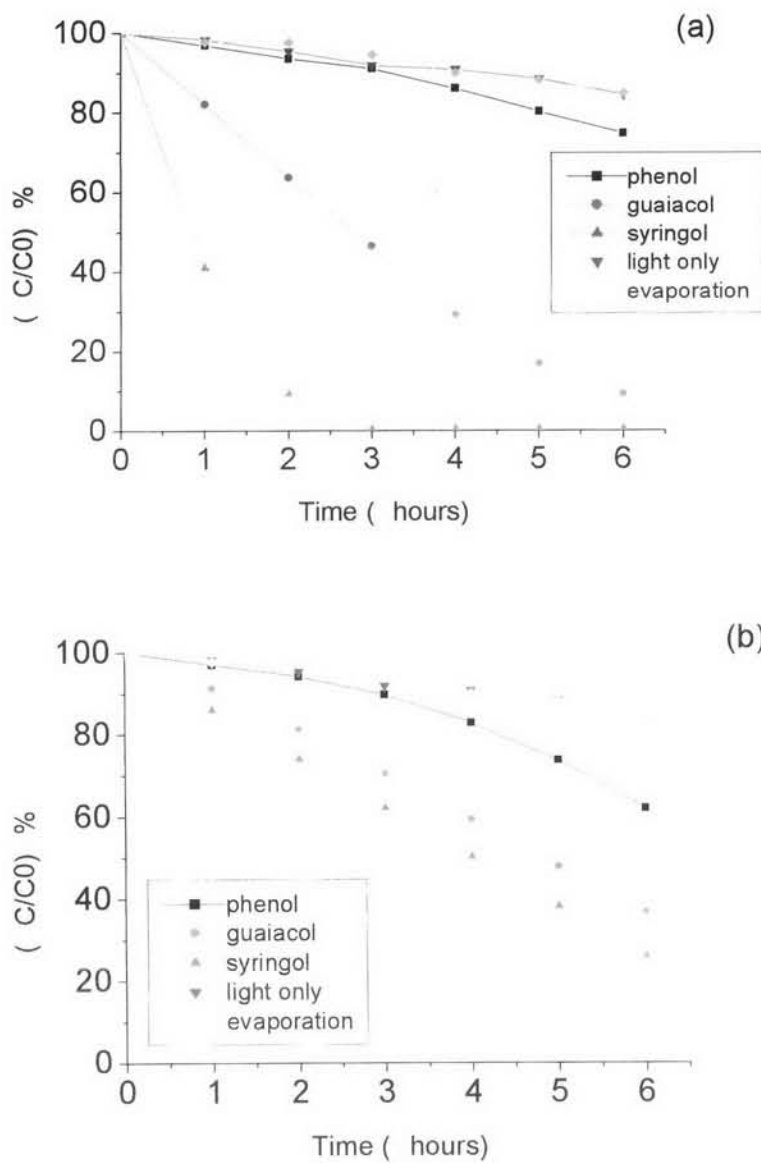 (a)
100
80
60
40
20
0
( C/C0) %
phenol
guaiacol
syringol
light only
evaporation
0 1 2 3 4 5 6
Time ( hours)
(b)
100
80
60
40
20
0
( C/C0) %
phenol
guaiacol
syringol
light only
evaporation
0 1 2 3 4 5 6
Time ( hours)